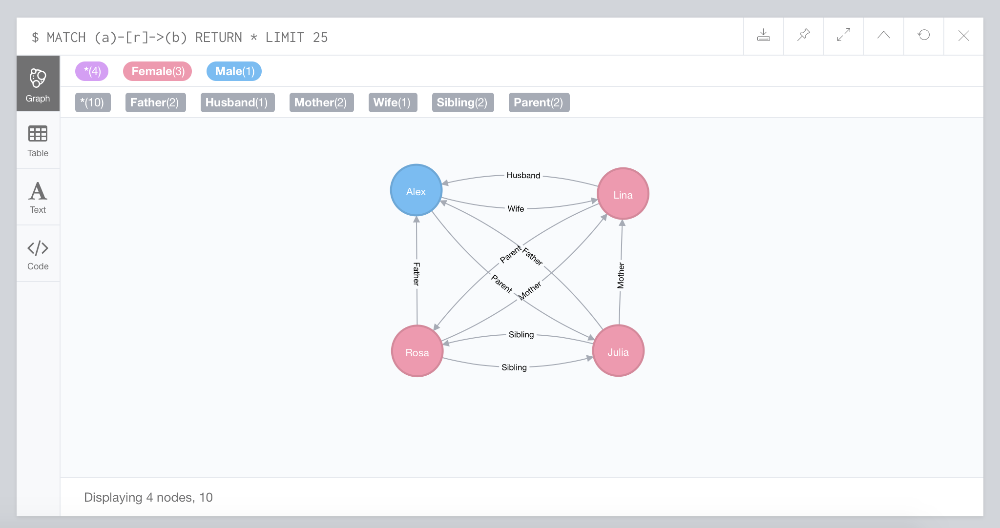 $ MATCH (a)-[r]->(b) RETURN * LIMIT 25
*(4) Female(3) Male(1)
*(10) Father(2) Husband(1) Mother(2) Wife(1) Sibling(2) Parent(2)
Graph
Table
Text
Code
Husband
Alex
Lina
Wife
Parent
Father
Father
Mother
Parent
Mother
Sibling
Rosa
Julia
Sibling
Displaying 4 nodes, 10